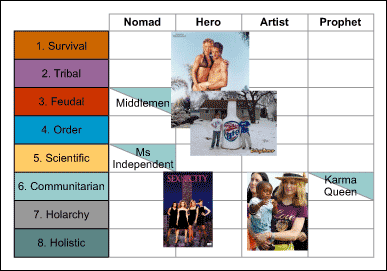 Nomad Hero Artist Prophet
1. Survival
2. Tribal
3. Feudal Middlemen
4. Order
5. Scientific Ms
Independent
6. Communitarian Karma
Queen
SEX AND THE CITY
7. Holarchy
8. Holistic